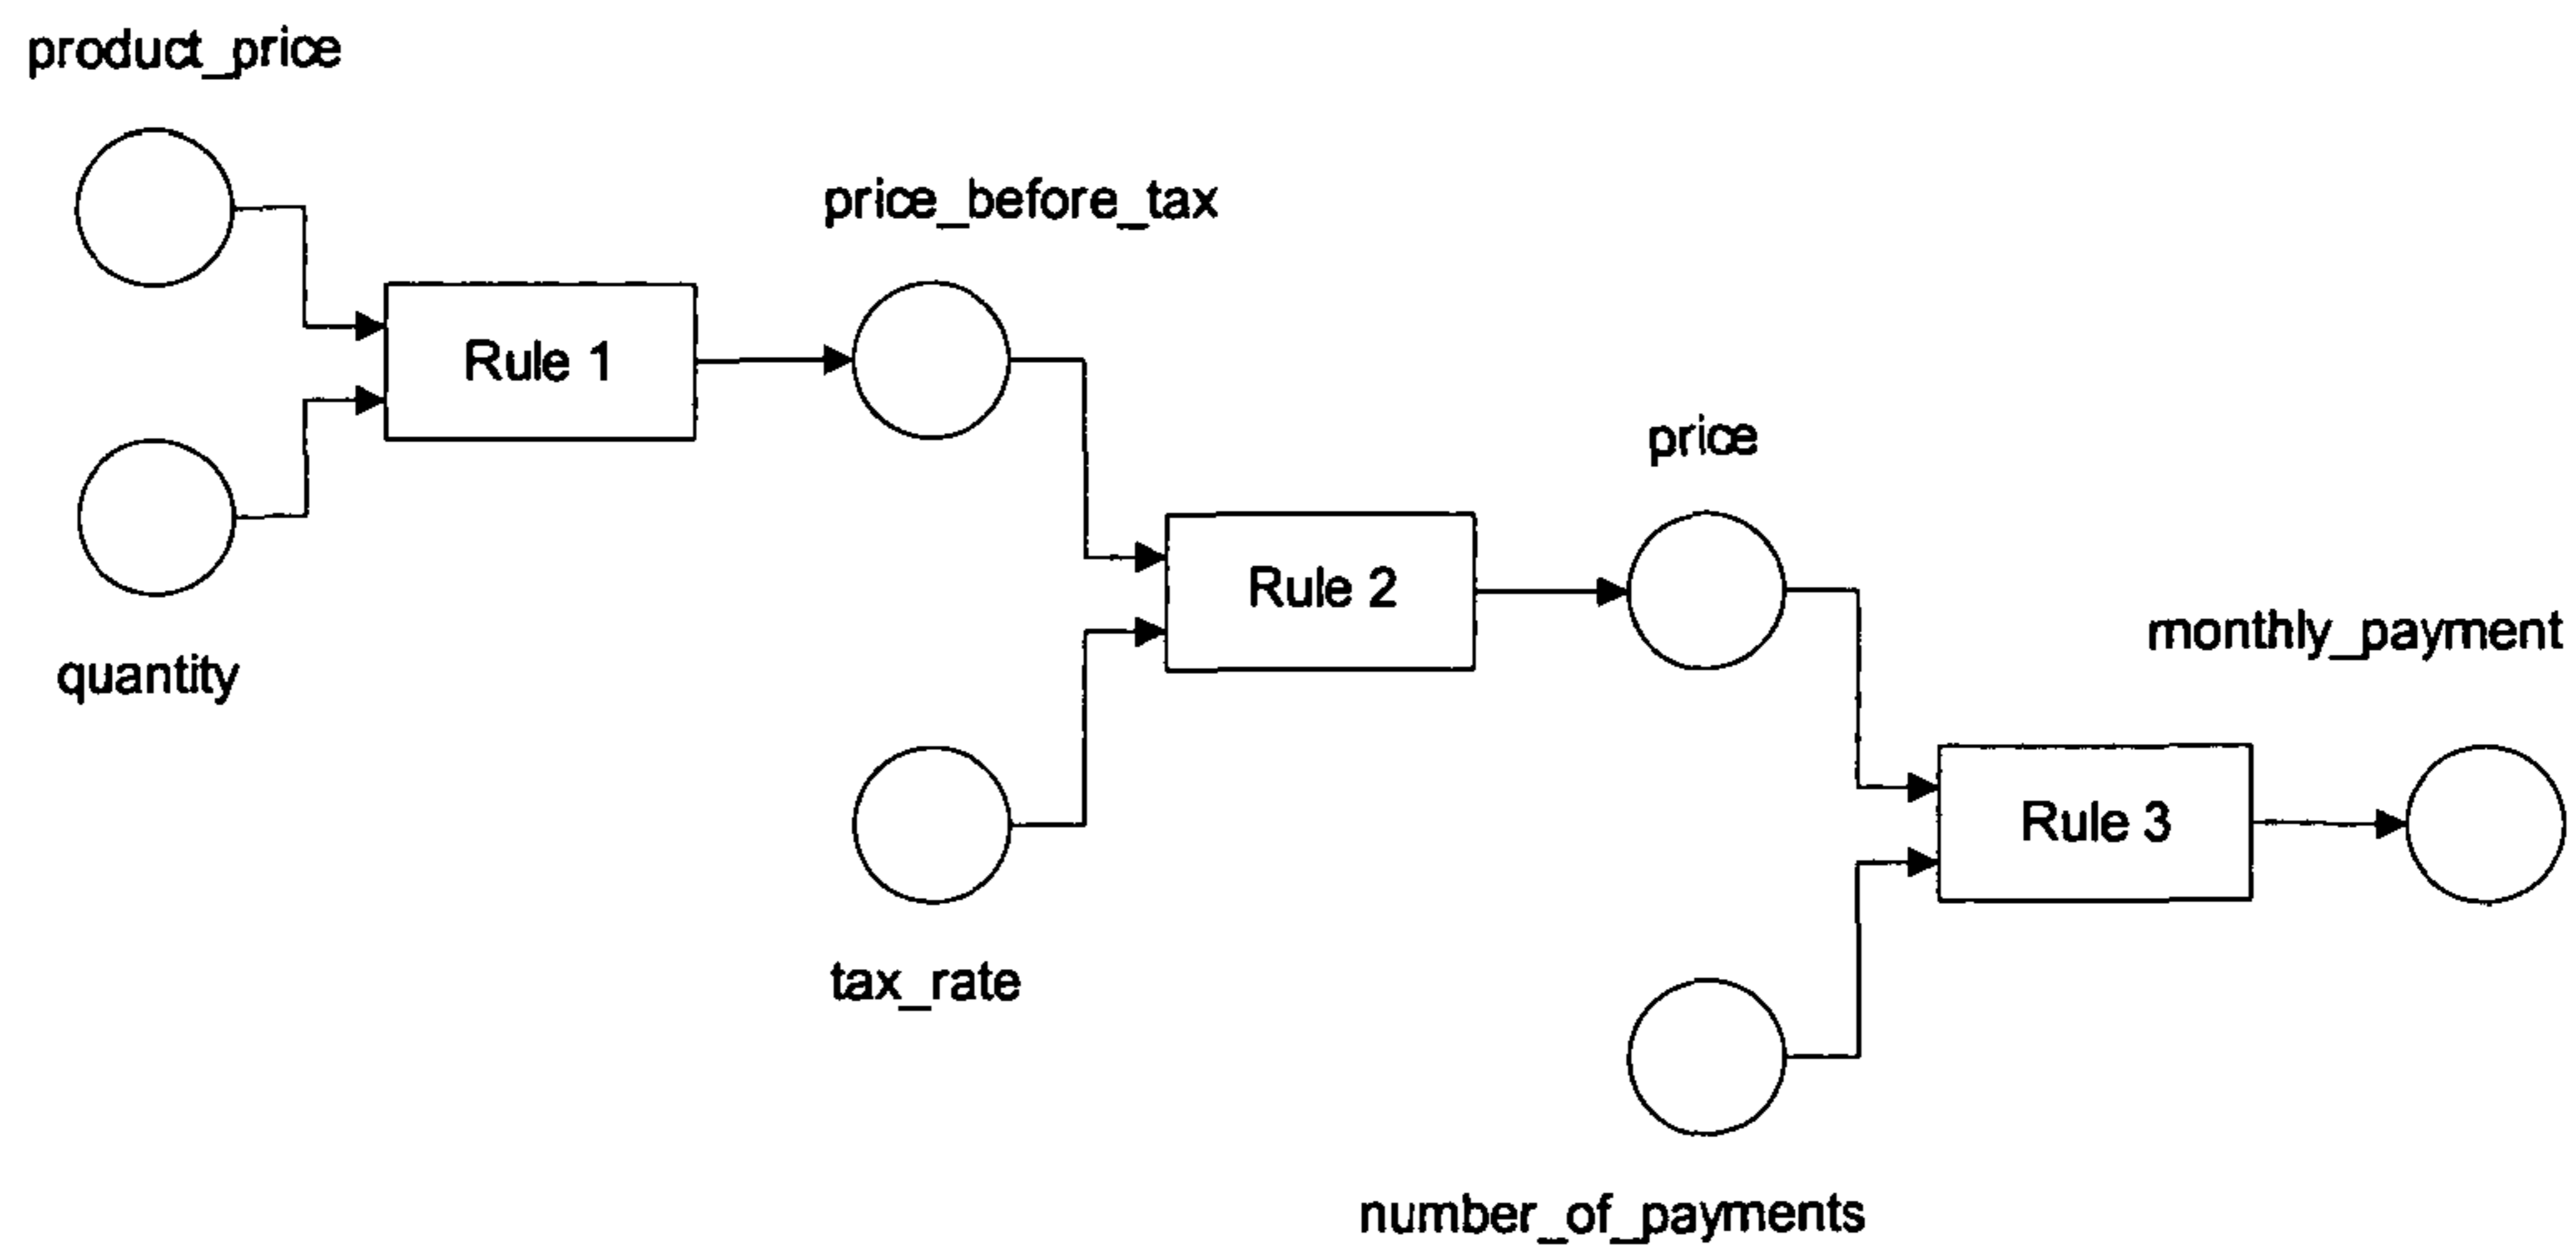 product_price
price_before_tax
Rule 1
price
Rule 2
quantity
monthly_payment
Rule 3
tax_rate
number_of_payments